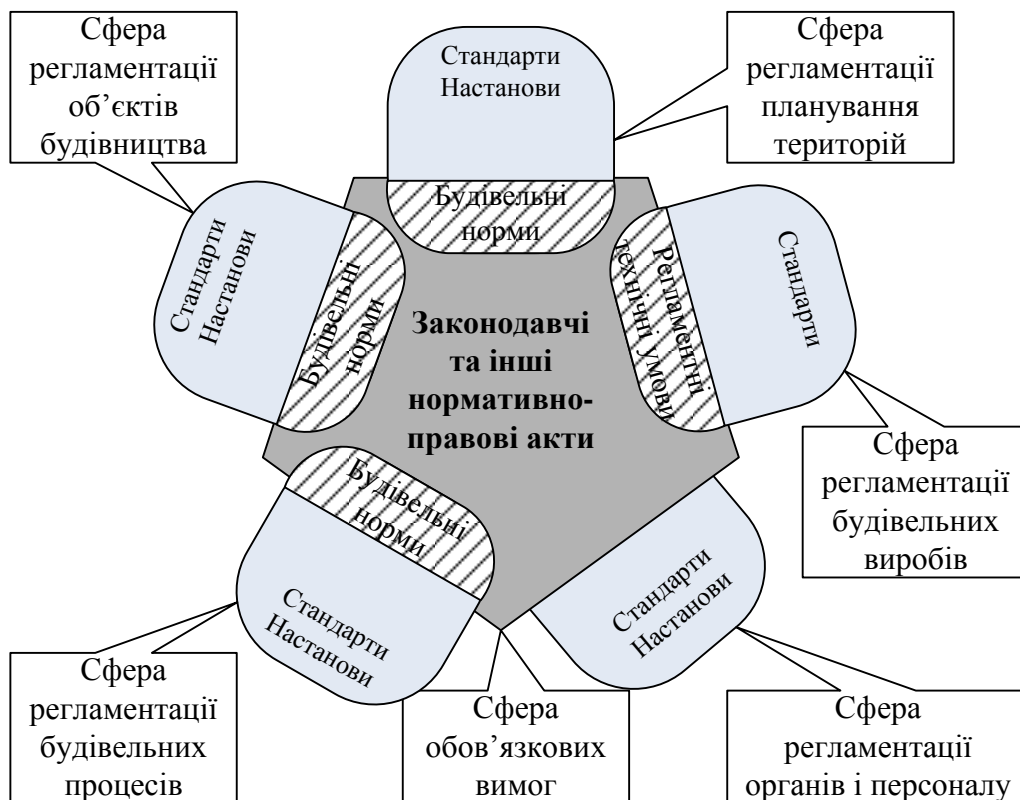 Сфера
регламентації
об’єктів
будівництва
Стандарти
Настанови
Сфера
регламентації
планування
територій
Будівельні
норми
Стандарти
Настанови
Будівельні
норми
Законодавчі
та інші
нормативно-
правові акти
Регламентні
технічні умови
Стандарти
Сфера
регламентації
будівельних
виробів
Будівельні
норми
Стандарти
Настанови
Стандарти
Настанови
Сфера
регламентації
будівельних
процесів
Сфера
обов’язкових
вимог
Сфера
регламентації
органів і персоналу